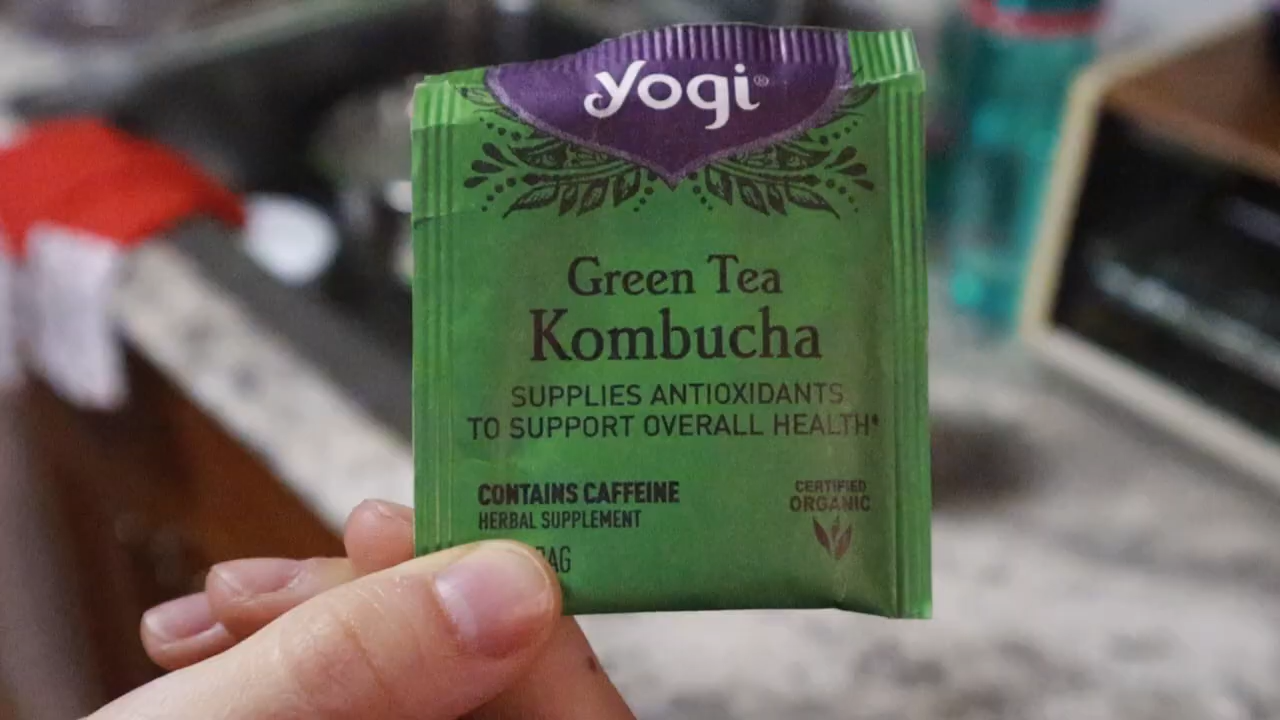 yogi®
Green Tea
Kombucha
SUPPLIES ANTIOXIDANTS
TO SUPPORT OVERALL HEALTH*
CONTAINS CAFFEINE
HERBAL SUPPLEMENT
CERTIFIED
ORGANIC